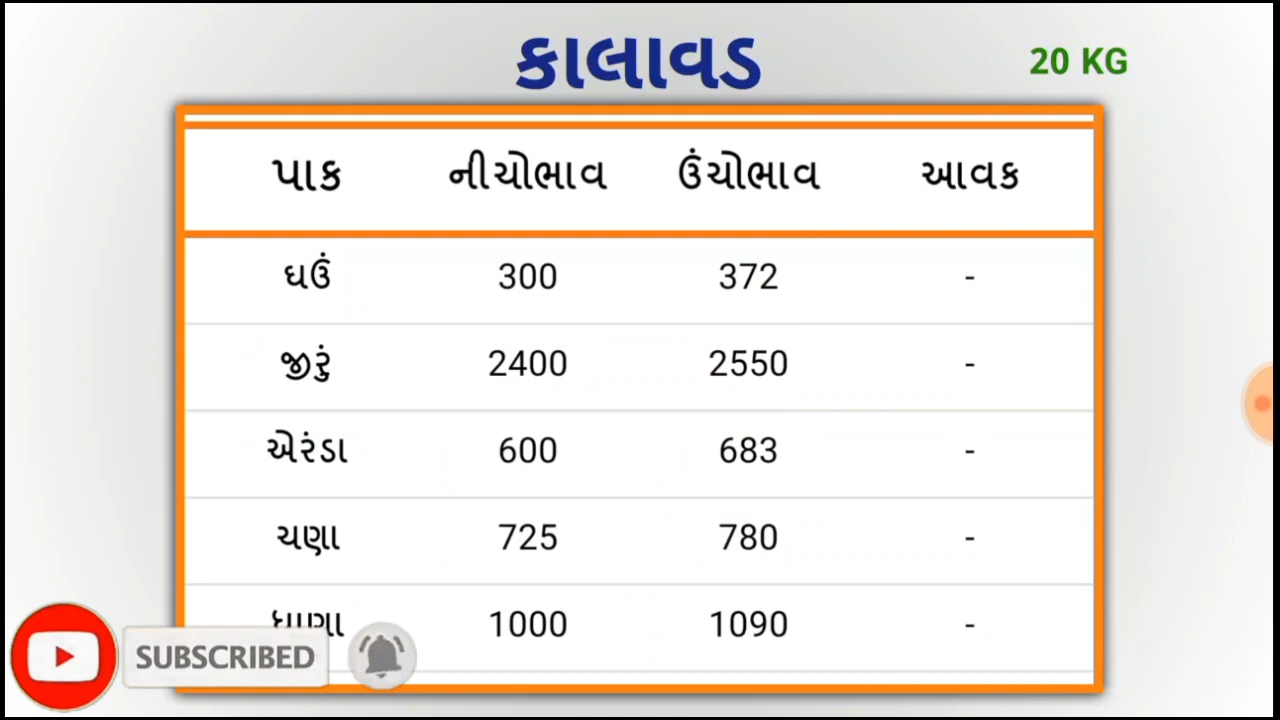 કાલાવડ
20 KG
પાક નીચોભાવ ઉંચોભાવ આવક
ઘઉં 300 372 -
જીરું 2400 2550 -
એરંડા 600 683 -
ચણા 725 780 -
1000 1090 -
SUBSCRIBED